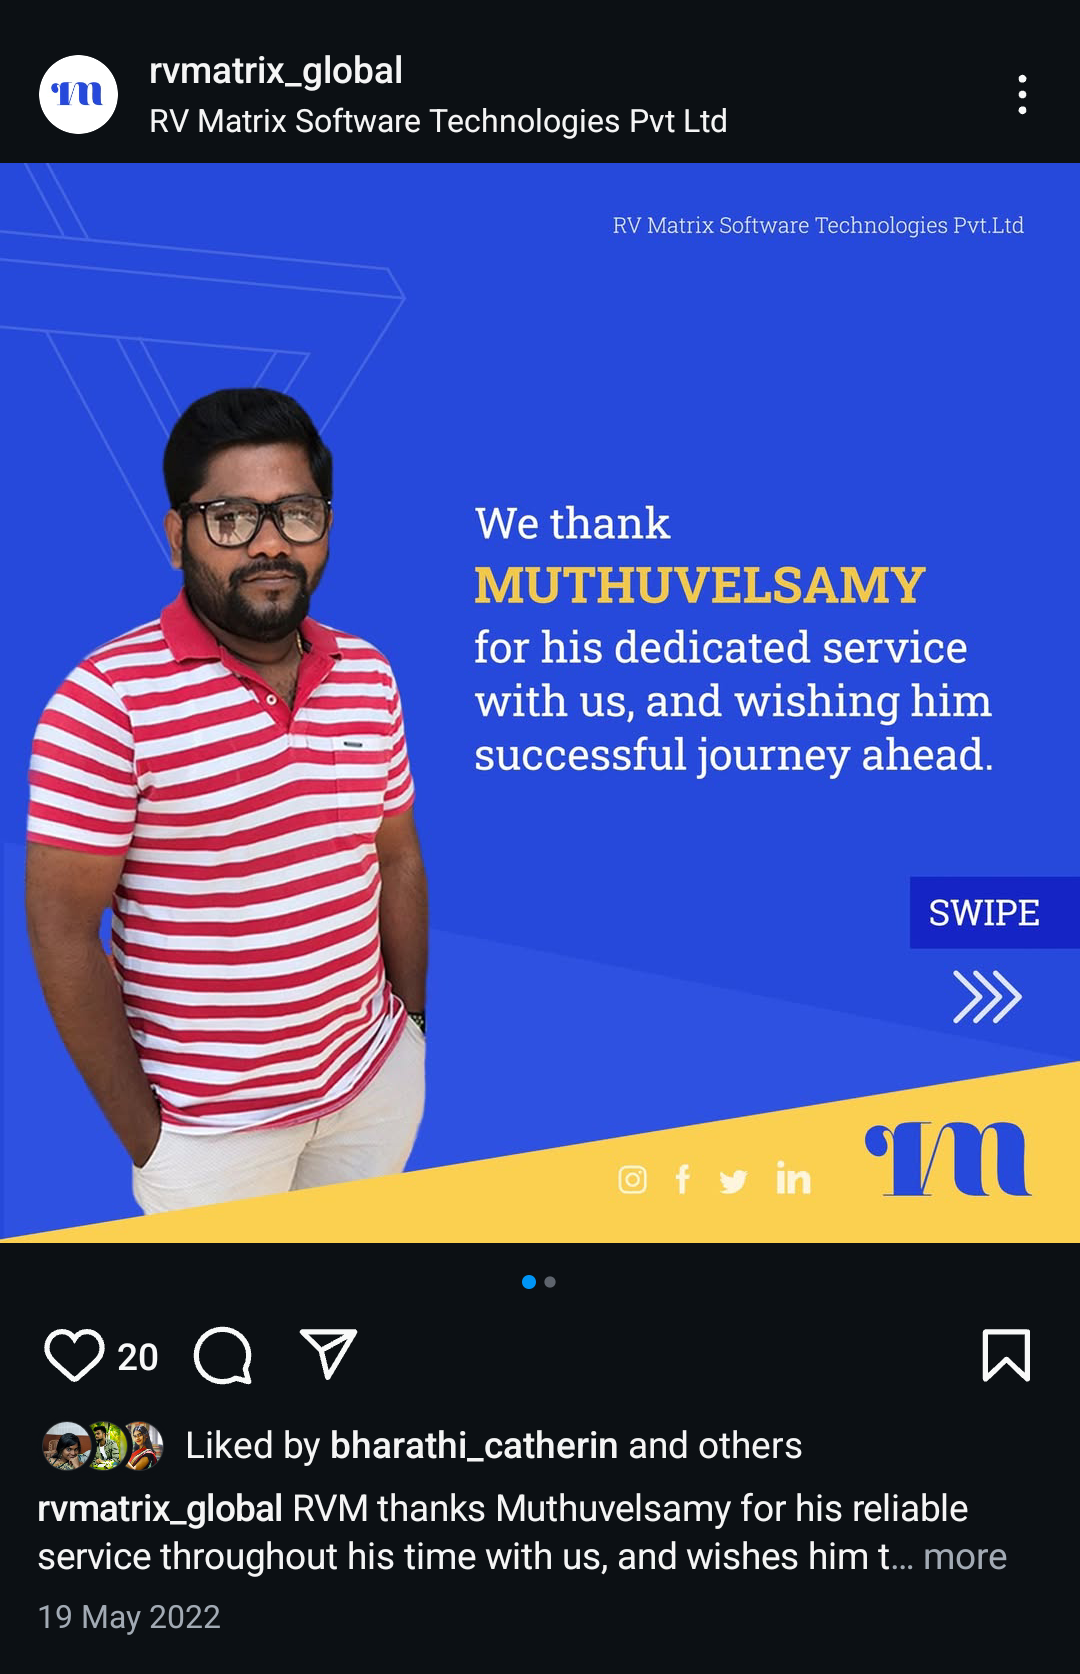 rvmatrix_global
RV Matrix Software Technologies Pvt Ltd
RV Matrix Software Technologies Pvt.Ltd
We thank
MUTHUVELSAMY
for his dedicated service
with us, and wishing him
successful journey ahead.
SWIPE
20
Liked by bharathi_catherin and others
rvmatrix_global RVM thanks Muthuvelsamy for his reliable
service throughout his time with us, and wishes him t... more
19 May 2022